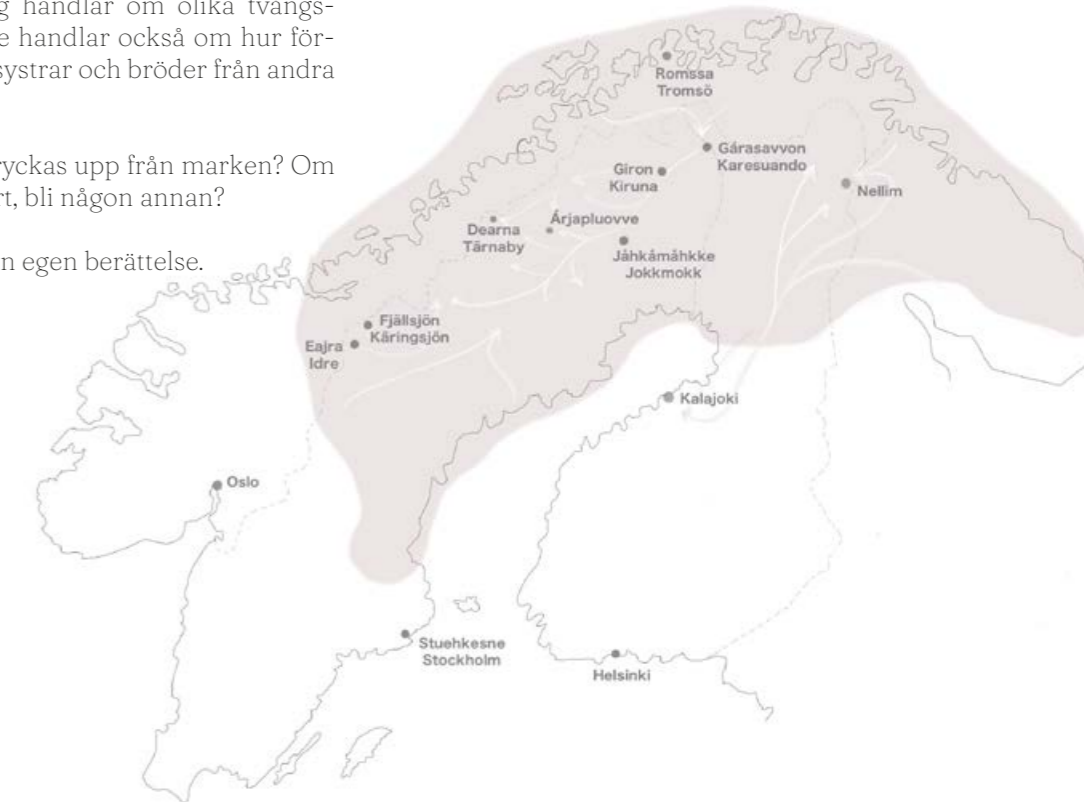 g handlar om olika tvångs-
e handlar också om hur för-
systrar och bröder från andra
ryckas upp från marken? Om
rt, bli någon annan?
n egen berättelse.
Romssa
Tromsö
Gárasavvon
Karesuando
Giron
Kiruna
Nellim
Dearna
Tärnaby
Árjapluovve
Jåhkåmåhkke
Jokkmokk
Fjällsjön
Käringsjön
Eajra
Idre
Kalajoki
Oslo
Stuehkesne
Stockholm
Helsinki